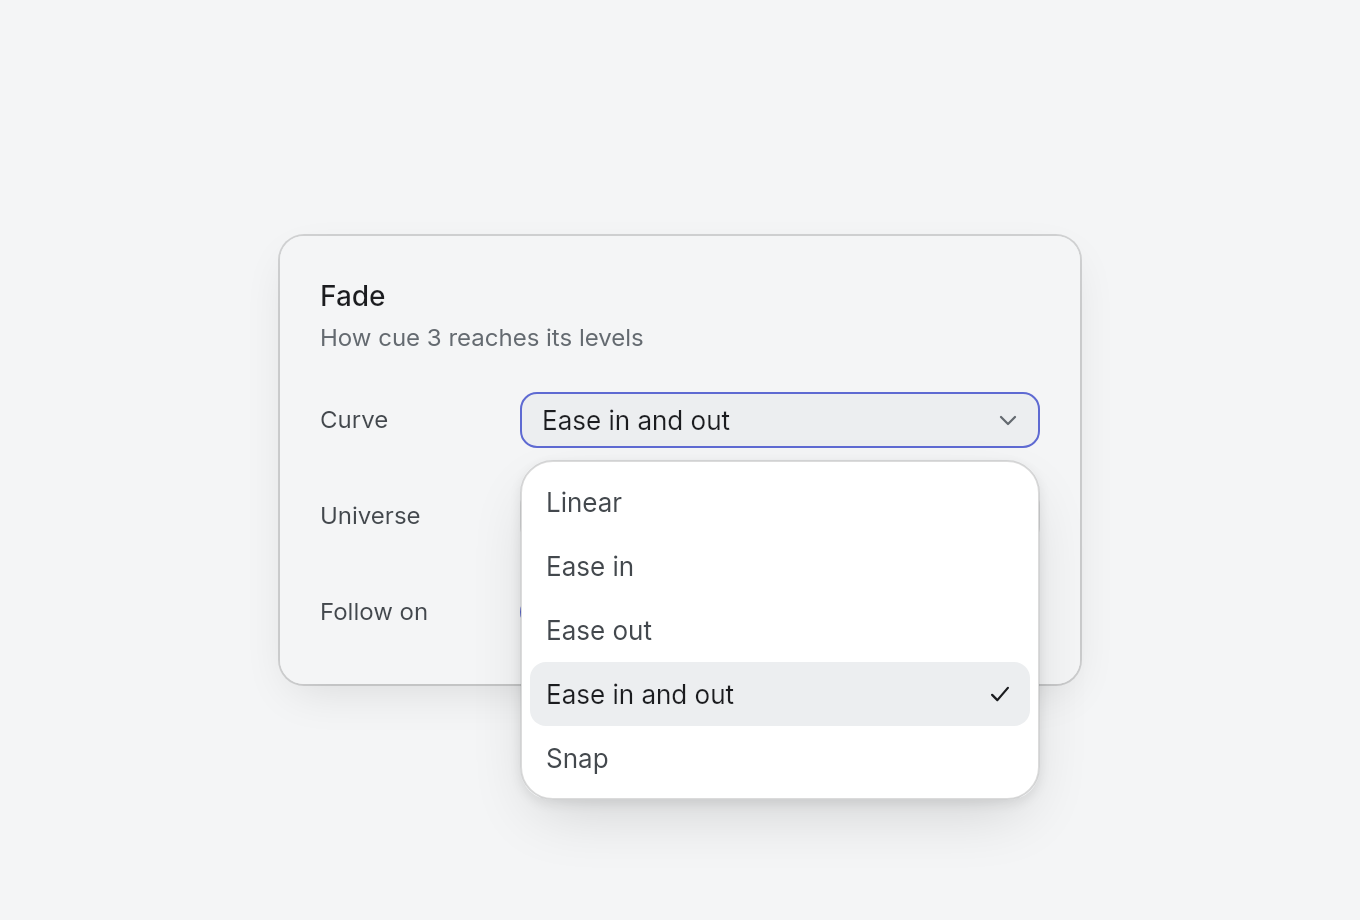 Fade
How cue 3 reaches its levels
Curve
Ease in and out
Universe
Follow on
Linear
Ease in
Ease out
Ease in and out
Snap